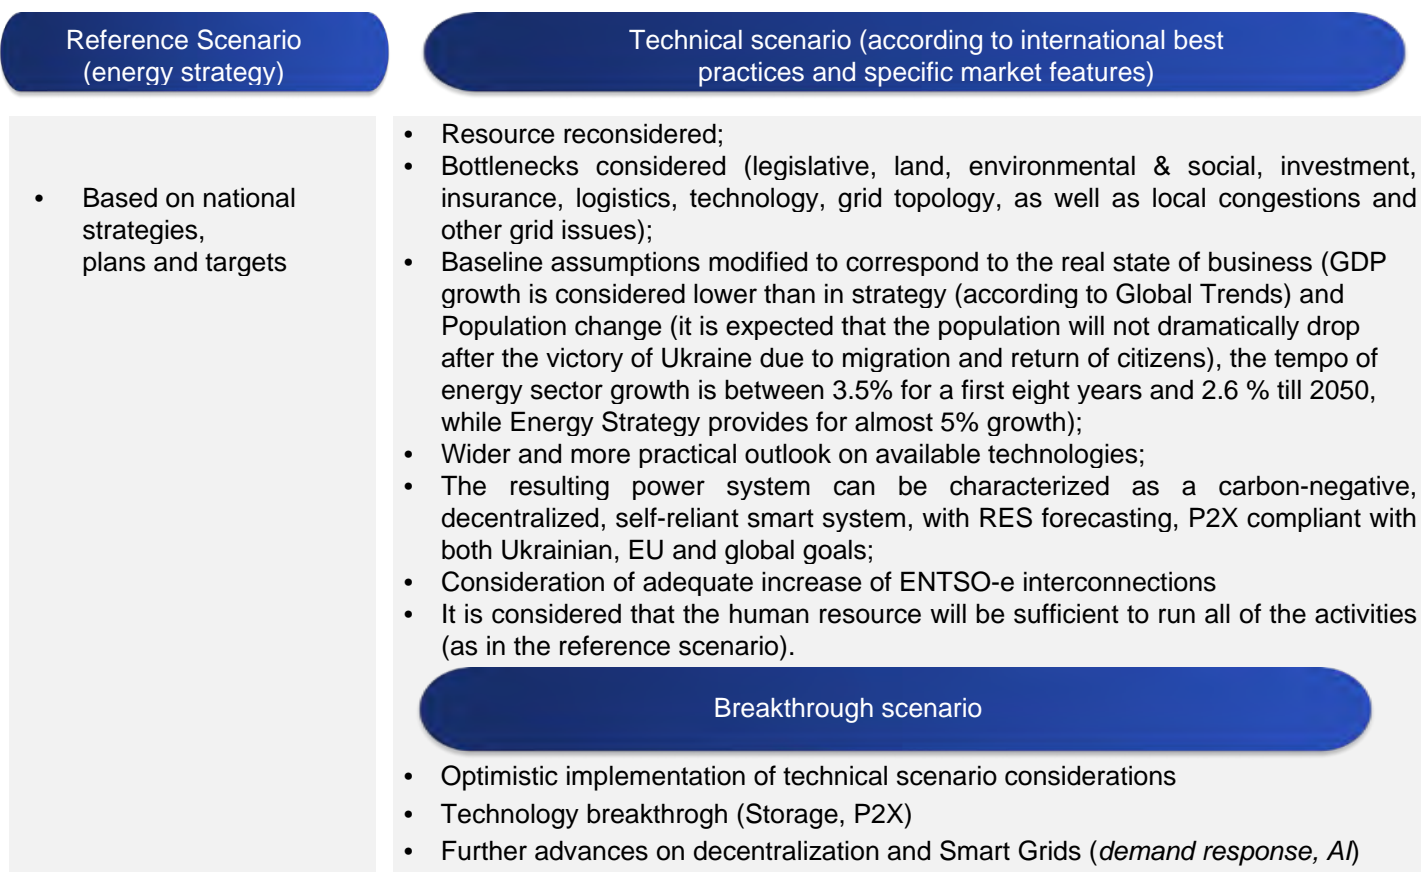 Reference Scenario
(energy strategy)
• Based on national
strategies,
plans and targets
Technical scenario (according to international best
practices and specific market features)
• Resource reconsidered;
• Bottlenecks considered (legislative, land, environmental & social, investment,
insurance, logistics, technology, grid topology, as well as local congestions and
other grid issues);
• Baseline assumptions modified to correspond to the real state of business (GDP
growth is considered lower than in strategy (according to Global Trends) and
Population change (it is expected that the population will not dramatically drop
after the victory of Ukraine due to migration and return of citizens), the tempo of
energy sector growth is between 3.5% for a first eight years and 2.6 % till 2050,
while Energy Strategy provides for almost 5% growth);
• Wider and more practical outlook on available technologies;
• The resulting power system can be characterized as a carbon-negative,
decentralized, self-reliant smart system, with RES forecasting, P2X compliant with
both Ukrainian, EU and global goals;
• Consideration of adequate increase of ENTSO-e interconnections
• It is considered that the human resource will be sufficient to run all of the activities
(as in the reference scenario).
Breakthrough scenario
• Optimistic implementation of technical scenario considerations
• Technology breakthrogh (Storage, P2X)
• Further advances on decentralization and Smart Grids (demand response, AI)